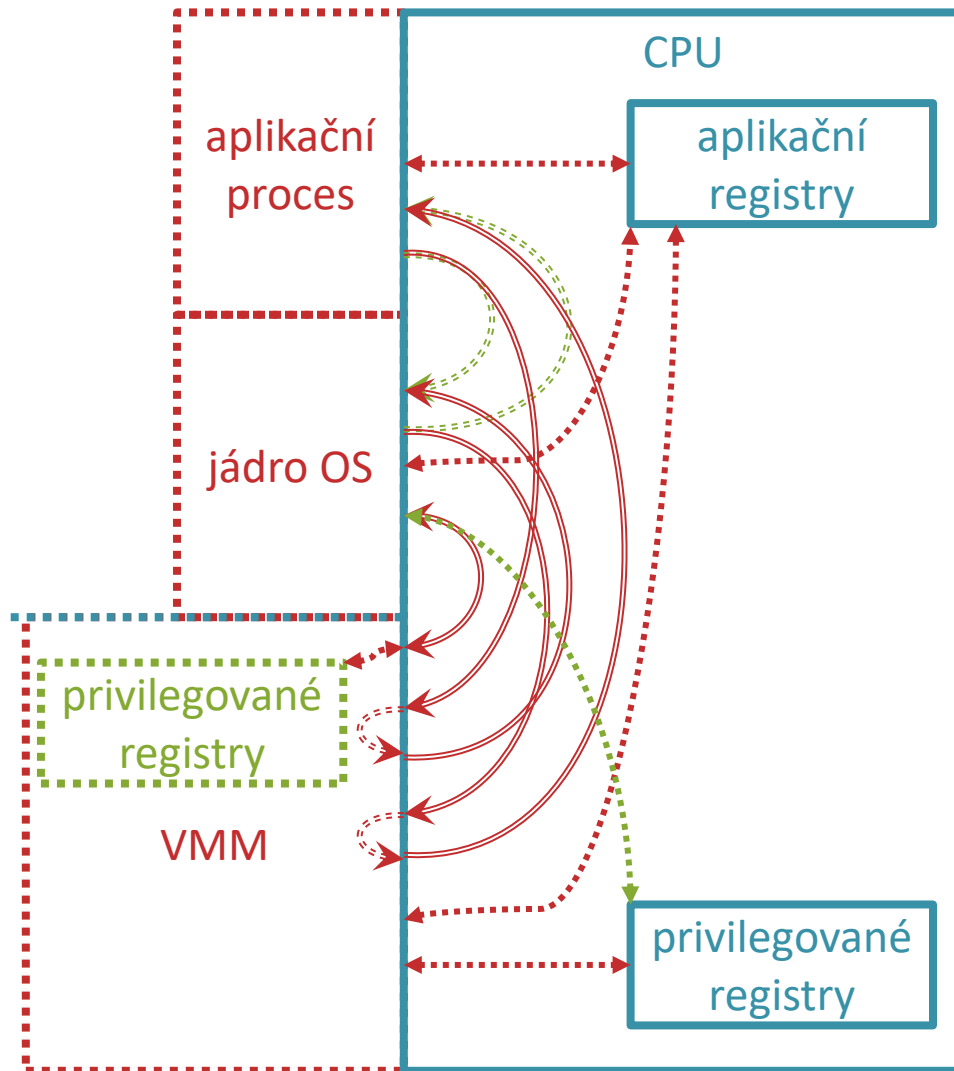 CPU
aplikační
proces
aplikační
registry
jádro OS
privilegované
registry
VMM
privilegované
registry